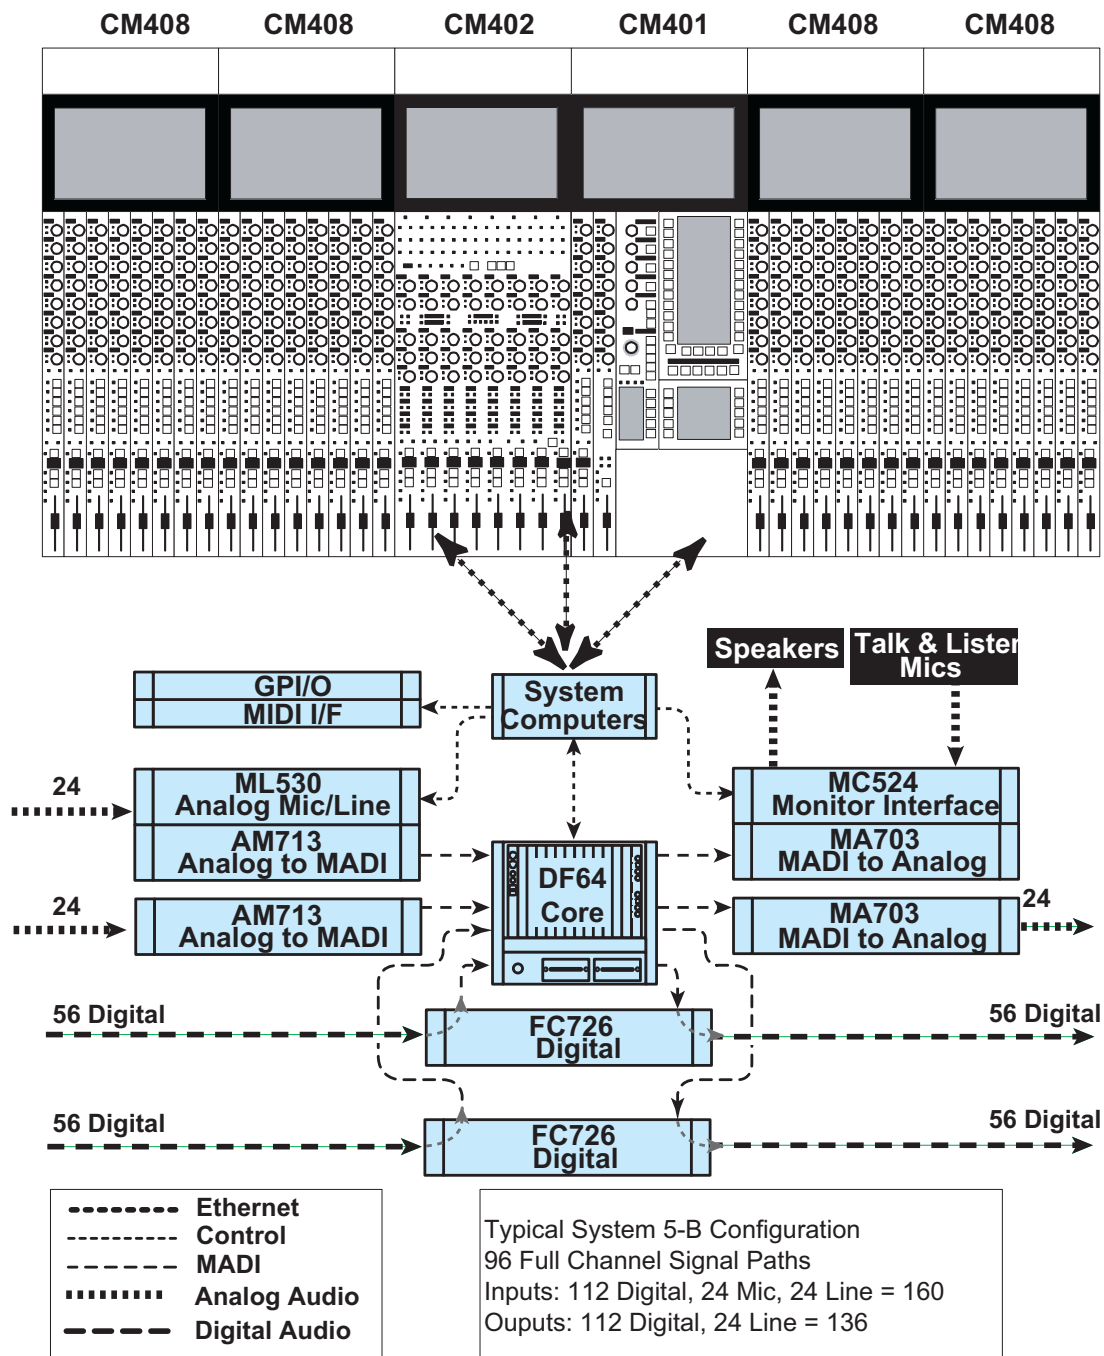 CM408 CM408 CM402 CM401 CM408 CM408
Speakers
Talk & Listen
Mics
GPI/O
MIDI I/F
System
Computers
24
ML530
Analog Mic/Line
AM713
Analog to MADI
MC524
Monitor Interface
MA703
MADI to Analog
DF64
Core
24
AM713
Analog to MADI
MA703
MADI to Analog
24
56 Digital
FC726
Digital
56 Digital
56 Digital
FC726
Digital
56 Digital
Ethernet
Control
MADI
Analog Audio
Digital Audio
Typical System 5-B Configuration
96 Full Channel Signal Paths
Inputs: 112 Digital, 24 Mic, 24 Line = 160
Ouputs: 112 Digital, 24 Line = 136